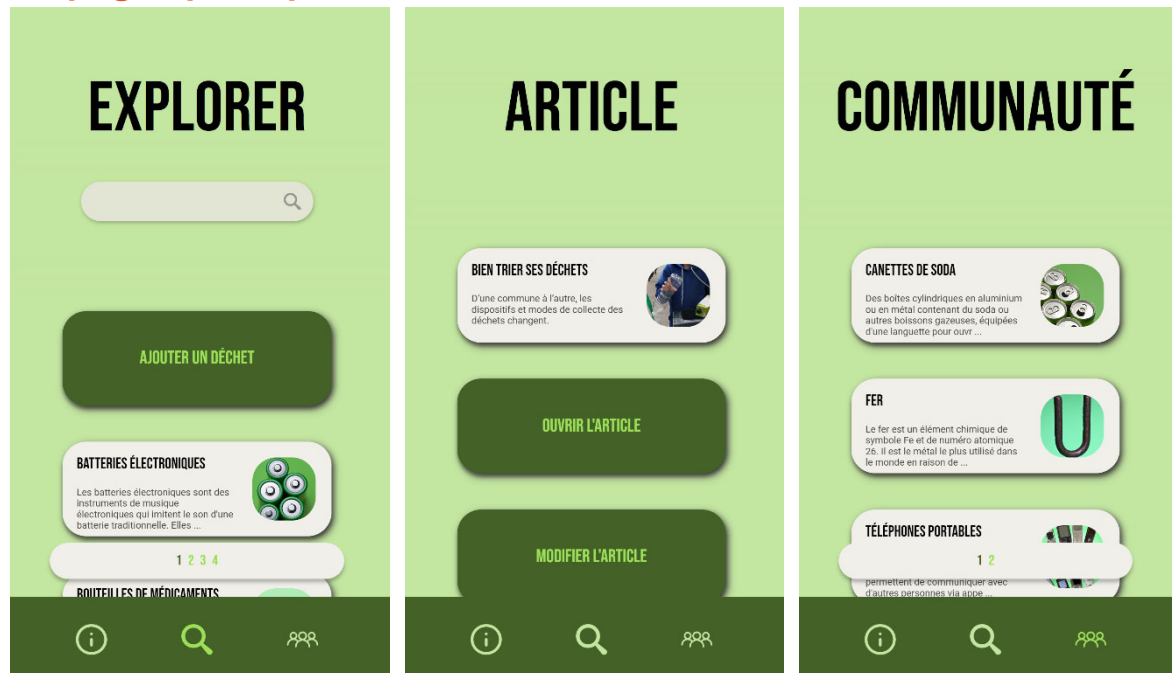 EXPLORER
AJOUTER UN DÉCHET
BATTERIES ÉLECTRONIQUES
Les batteries électroniques sont des
instruments de musique
électroniques qui imitent le son d'une
batterie traditionnelle. Elles ...
1 2 3 4
BOUTEILLES DE MÉDICAMENTS
ARTICLE
BIEN TRIER SES DÉCHETS
D'une commune à l'autre, les
dispositifs et modes de collecte des
déchets changent.
OUVRIR L'ARTICLE
MODIFIER L'ARTICLE
COMMUNAUTÉ
CANETTES DE SODA
Des boîtes cylindriques en aluminium
ou en métal contenant du soda ou
autres boissons gazeuses, équipées
d'une languette pour ouvr ...
FER
Le fer est un élément chimique de
symbole Fe et de numéro atomique
26. Il est le métal le plus utilisé dans
le monde en raison de ...
TÉLÉPHONES PORTABLES
1 2
permettent de communiquer avec
d'autres personnes via appe ...